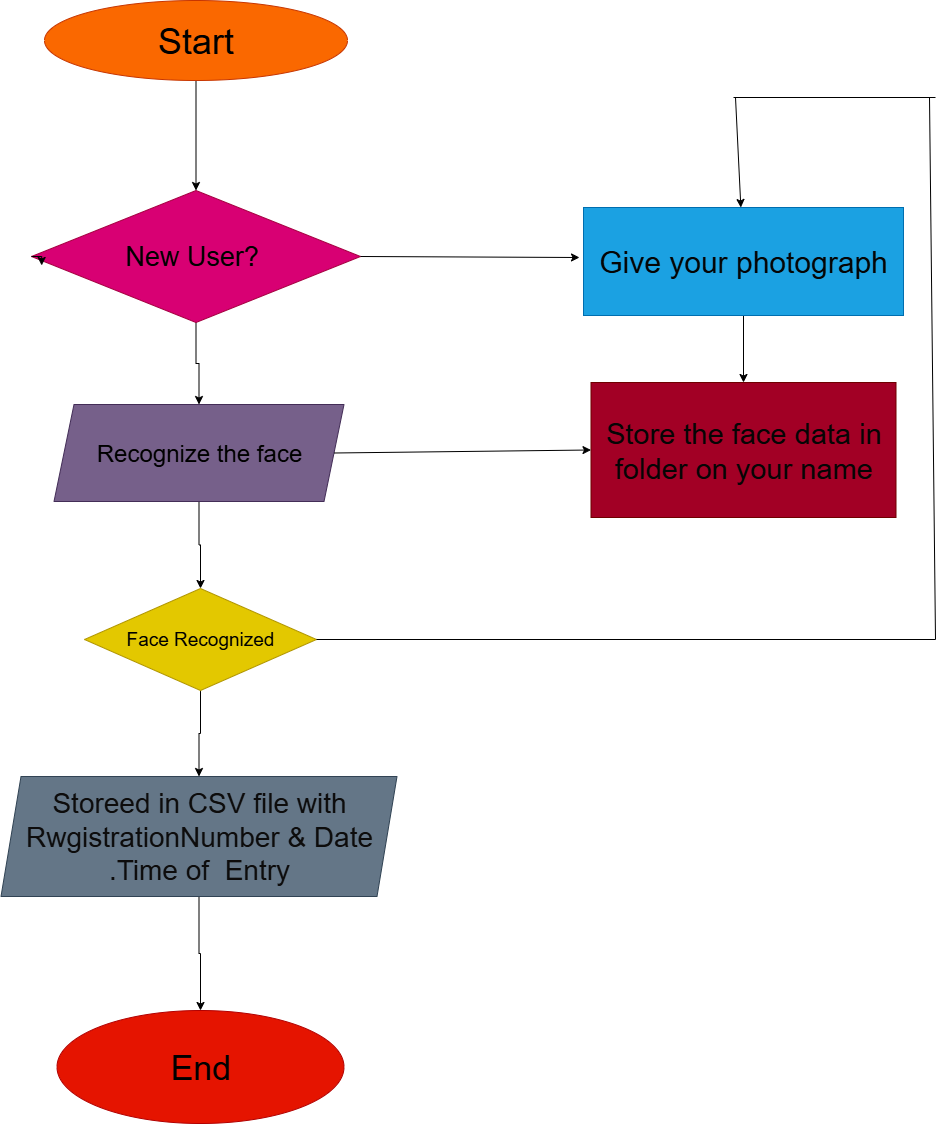 Start
New User?
Give your photograph
Recognize the face
Store the face data in
folder on your name
Face Recognized
Storeed in CSV file with
RwgistrationNumber & Date
.Time of  Entry
End